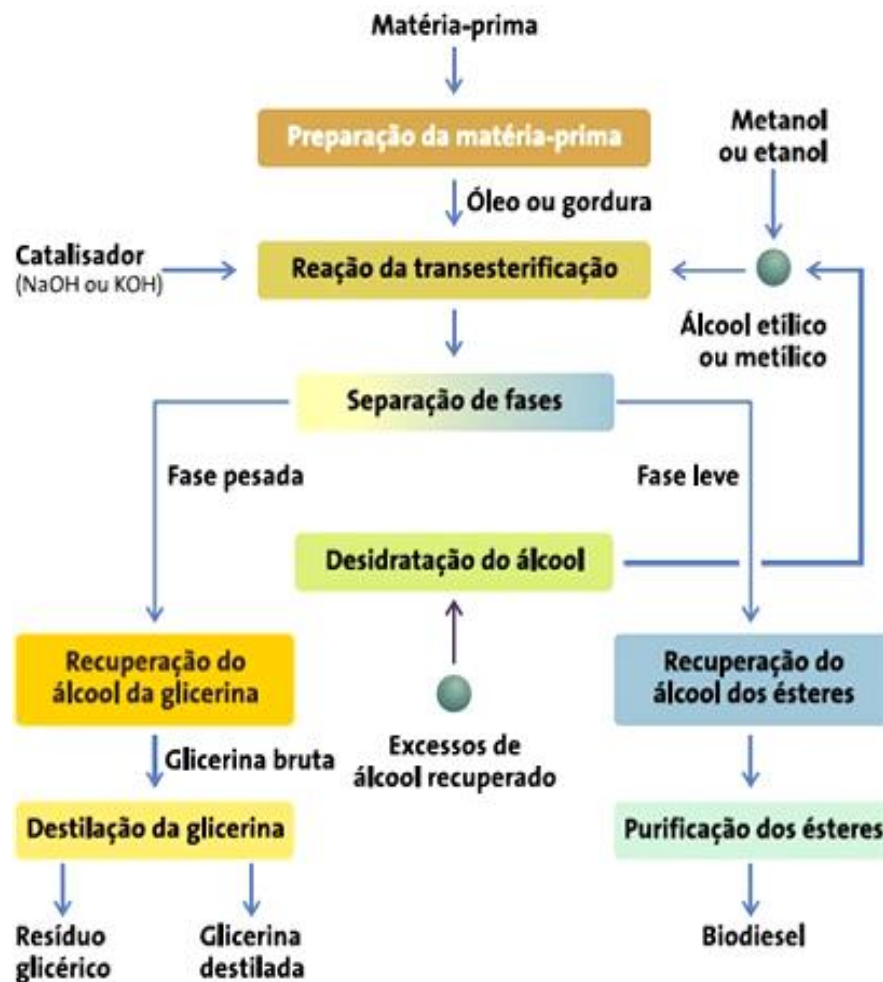 Matéria-prima
Preparação da matéria-prima
Metanol
ou etanol
Óleo ou gordura
Catalisador
(NaOH ou KOH)
Reação da transesterificação
Álcool etílico
ou metílico
Separação de fases
Fase pesada
Fase leve
Desidratação do álcool
Recuperação do
álcool da glicerina
Recuperação do
álcool dos ésteres
Glicerina bruta
Excessos de
álcool recuperado
Destilação da glicerina
Purificação dos ésteres
Resíduo
glicérico
Glicerina
destilada
Biodiesel